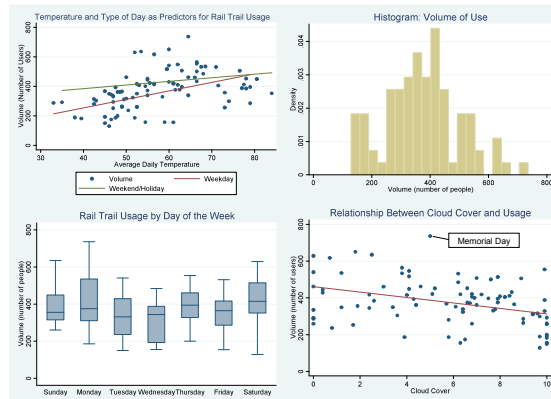 Temperature and Type of Day as Predictors for Rail Trail Usage
Volume (Number of Users)
0 200 400 600 800
30 40 50 60 70 80
Average Daily Temperature
Volume
Weekday
Weekend/Holiday
Histogram: Volume of Use
Density
0 .001 .002 .003 .004
0 200 400 600 800
Volume (number of people)
Rail Trail Usage by Day of the Week
Volume (number of people)
0 200 400 600 800
Sunday Monday Tuesday Wednesday Thursday Friday Saturday
Relationship Between Cloud Cover and Usage
Memorial Day
Volume (number of users)
0 200 400 600 800
0 2 4 6 8 10
Cloud Cover